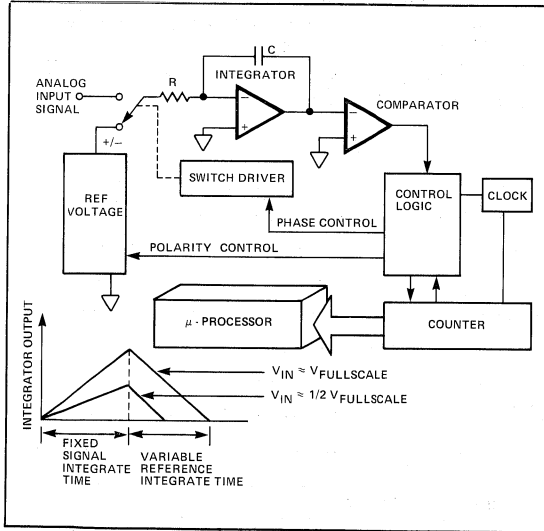 C
R
INTEGRATOR
ANALOG
INPUT
SIGNAL
COMPARATOR
+/−
−
+
−
+
REF
VOLTAGE
SWITCH DRIVER
CONTROL
LOGIC
CLOCK
PHASE CONTROL
POLARITY CONTROL
μ - PROCESSOR
COUNTER
INTEGRATOR OUTPUT
VIN ≈ VFULLSCALE
VIN ≈ 1/2 VFULLSCALE
FIXED
SIGNAL
INTEGRATE
TIME
VARIABLE
REFERENCE
INTEGRATE TIME